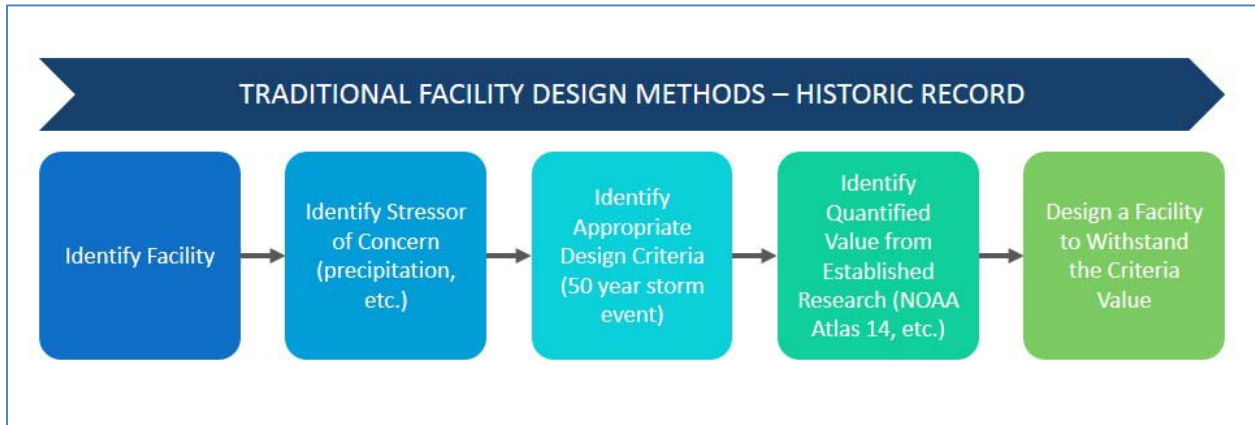 TRADITIONAL FACILITY DESIGN METHODS – HISTORIC RECORD
Identify Facility
Identify Stressor
of Concern
(precipitation,
etc.)
Identify
Appropriate
Design Criteria
(50 year storm
event)
Identify
Quantified
Value from
Established
Research (NOAA
Atlas 14, etc.)
Design a Facility
to Withstand
the Criteria
Value